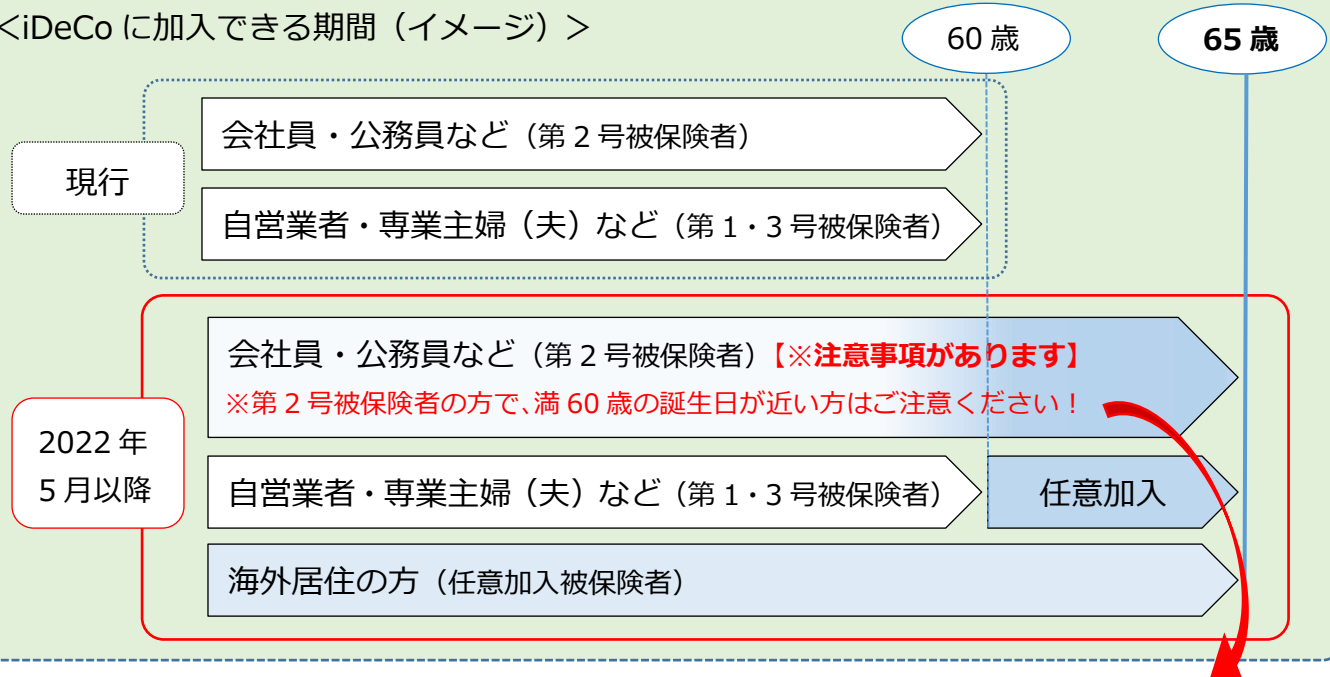 <iDeCo に加入できる期間（イメージ）>
60 歳
65 歳
現行
会社員・公務員など（第 2 号被保険者）
自営業者・専業主婦（夫）など（第 1・3 号被保険者）
2022 年
5 月以降
会社員・公務員など（第 2 号被保険者）【※注意事項があります】
※第 2 号被保険者の方で、満 60 歳の誕生日が近い方はご注意ください！
自営業者・専業主婦（夫）など（第 1・3 号被保険者）
任意加入
海外居住の方（任意加入被保険者）